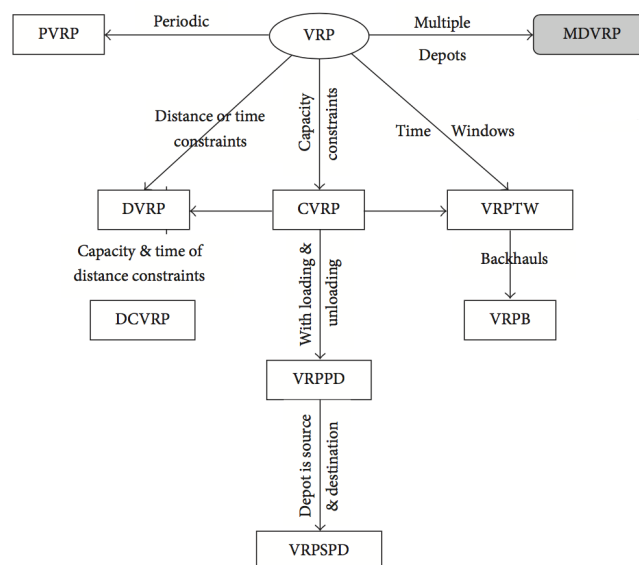 PVRP
Periodic
VRP
Multiple
Depots
MDVRP
Distance or time
constraints
Capacity
constraints
Time Windows
DVRP
CVRP
VRPTW
Capacity & time of
distance constraints
With loading &
unloading
Backhauls
DCVRP
VRPB
VRPPD
Depot is source
& destination
VRPSPD